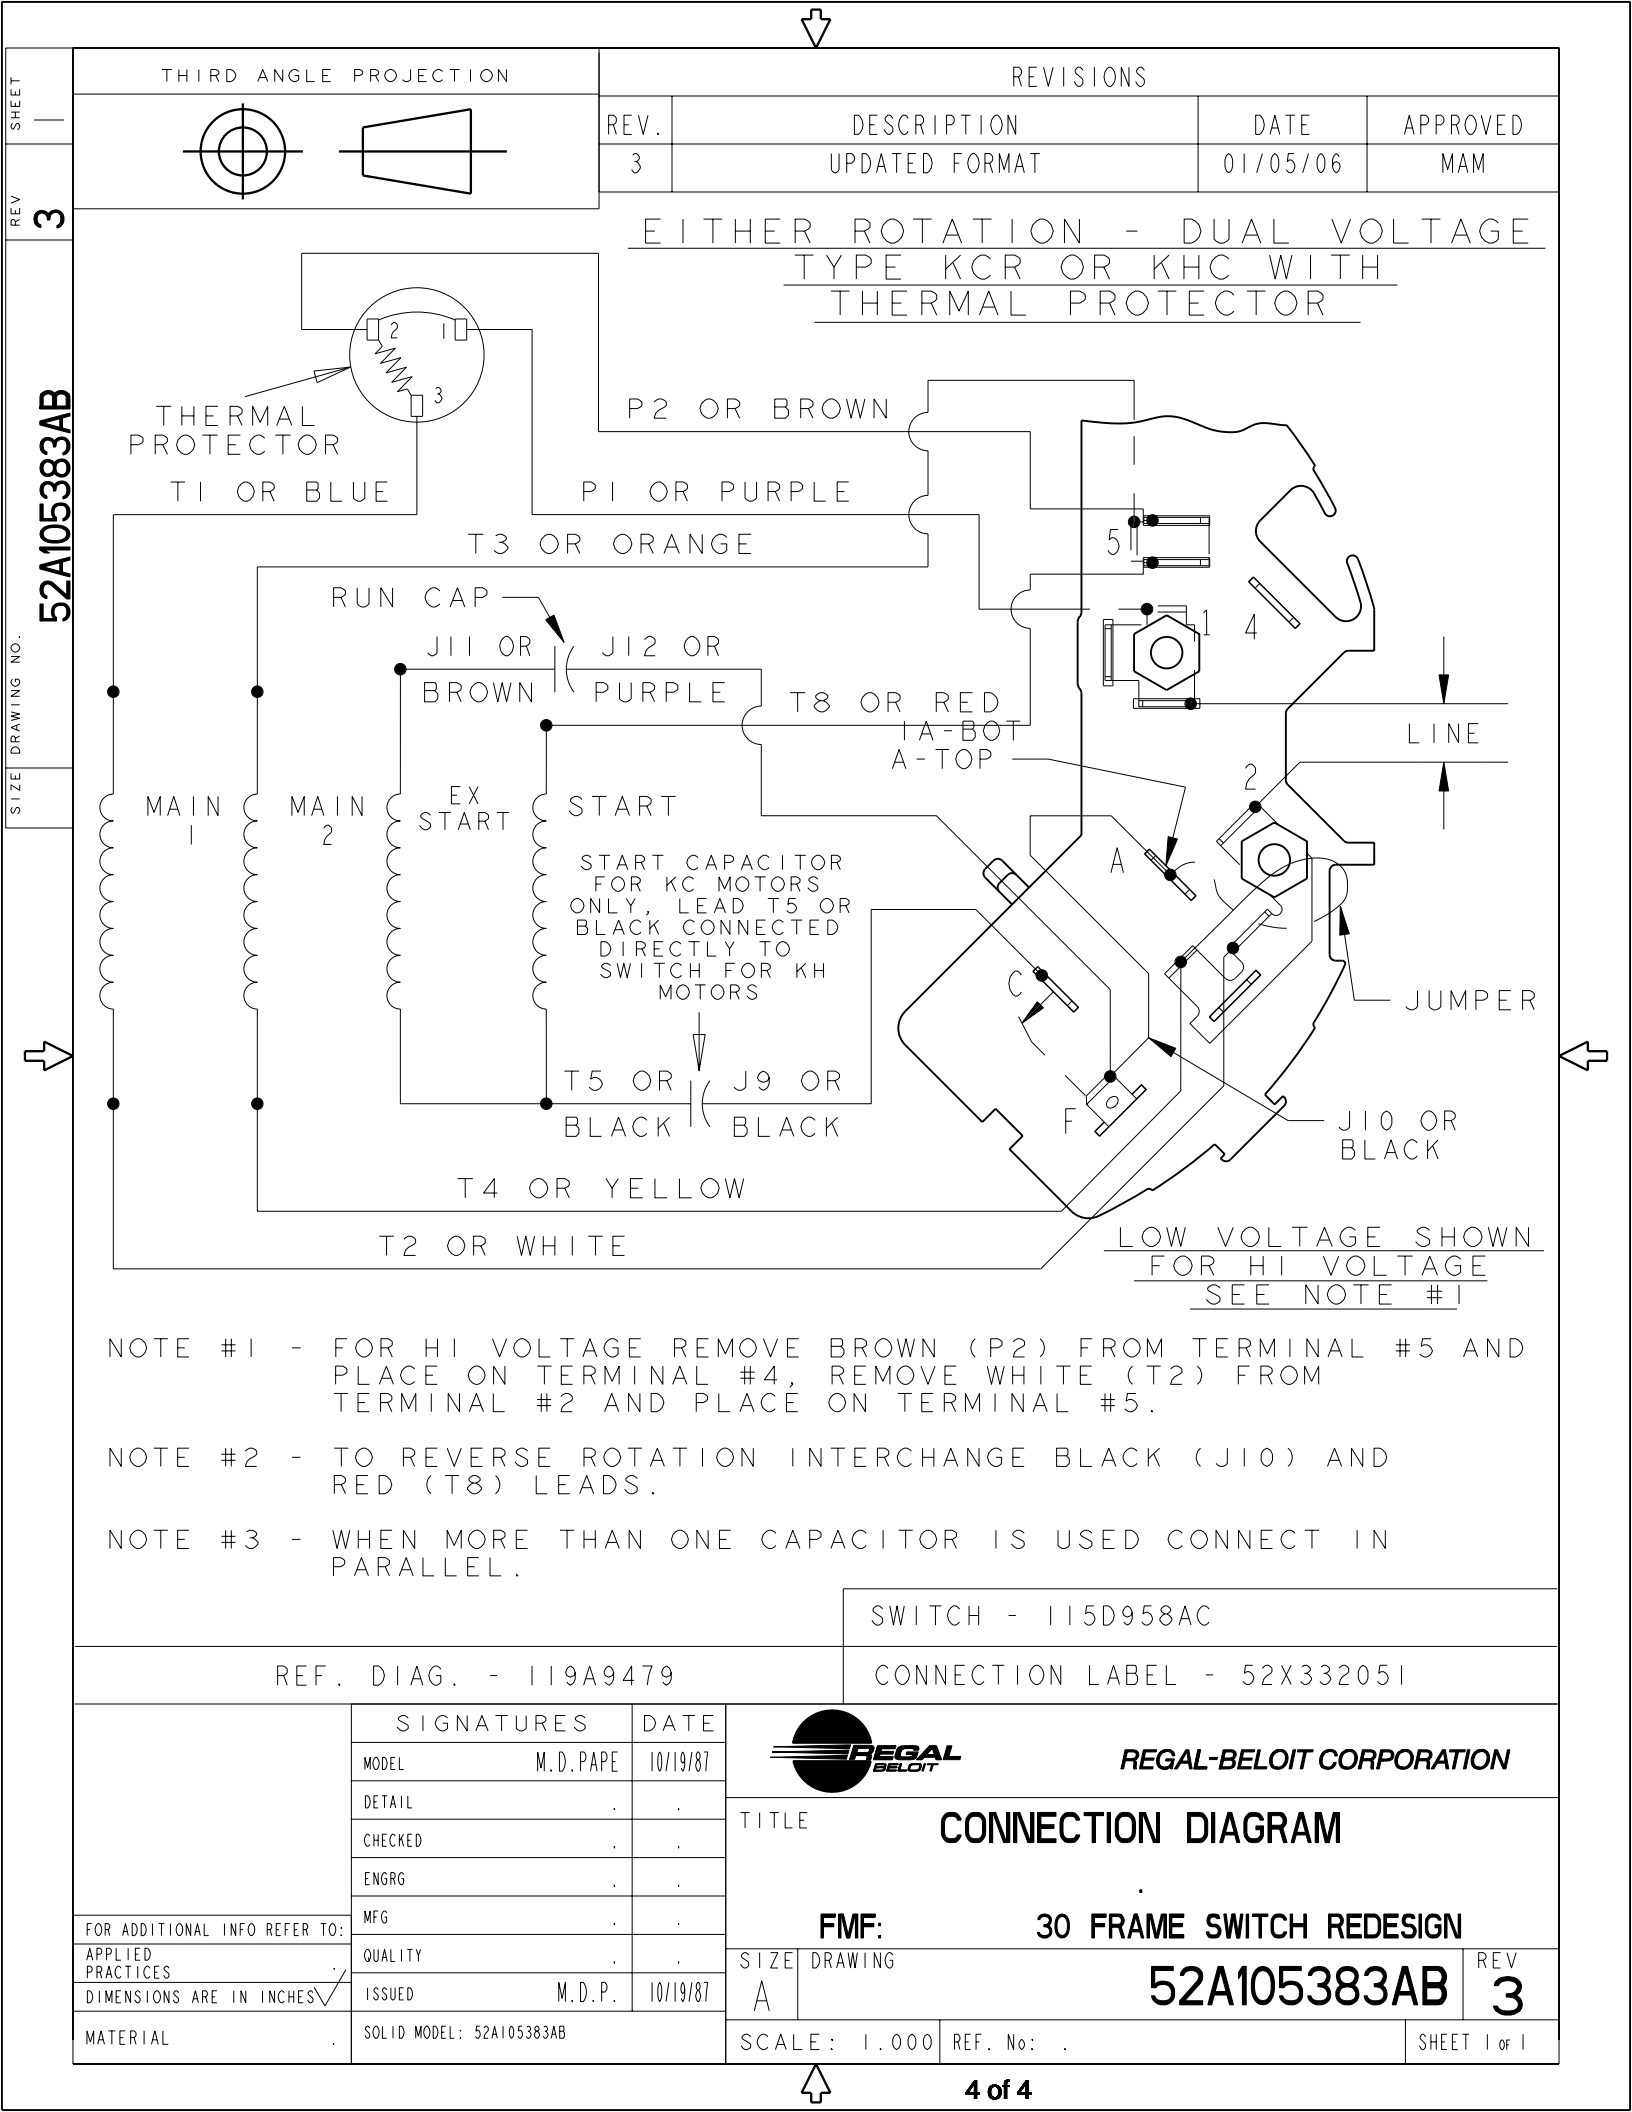 THIRD ANGLE PROJECTION
REVISIONS
REV.
DESCRIPTION
DATE
APPROVED
3
UPDATED FORMAT
01/05/06
MAM
SHEET
REV
3
DRAWING NO.
52A105383AB
SIZE
EITHER ROTATION - DUAL VOLTAGE
TYPE KCR OR KHC WITH
THERMAL PROTECTOR
2
1
3
THERMAL
PROTECTOR
P2 OR BROWN
T1 OR BLUE
P1 OR PURPLE
T3 OR ORANGE
5
RUN CAP
1
4
J11 OR
BROWN
J12 OR
PURPLE
T8 OR RED
1A-BOT
A-TOP
LINE
2
MAIN
1
MAIN
2
EX
START
START
A
START CAPACITOR
FOR KC MOTORS
ONLY, LEAD T5 OR
BLACK CONNECTED
DIRECTLY TO
SWITCH FOR KH
MOTORS
C
JUMPER
T5 OR
BLACK
J9 OR
BLACK
F
J10 OR
BLACK
T4 OR YELLOW
T2 OR WHITE
LOW VOLTAGE SHOWN
FOR HI VOLTAGE
SEE NOTE #1
NOTE #1 - FOR HI VOLTAGE REMOVE BROWN (P2) FROM TERMINAL #5 AND
PLACE ON TERMINAL #4, REMOVE WHITE (T2) FROM
TERMINAL #2 AND PLACE ON TERMINAL #5.
NOTE #2 - TO REVERSE ROTATION INTERCHANGE BLACK (J10) AND
RED (T8) LEADS.
NOTE #3 - WHEN MORE THAN ONE CAPACITOR IS USED CONNECT IN
PARALLEL.
SWITCH - 115D958AC
REF. DIAG. - 119A9479
CONNECTION LABEL - 52X332051
SIGNATURES
DATE
MODEL M.D.PAPE 10/19/87
DETAIL . .
CHECKED . .
ENGRG . .
MFG . .
QUALITY . .
ISSUED M.D.P. 10/19/87
SOLID MODEL: 52A105383AB
FOR ADDITIONAL INFO REFER TO:
APPLIED
PRACTICES .
DIMENSIONS ARE IN INCHES
MATERIAL .
REGAL
BELOIT
REGAL-BELOIT CORPORATION
TITLE
CONNECTION DIAGRAM
.
FMF: 30 FRAME SWITCH REDESIGN
SIZE
A
DRAWING
52A105383AB
REV
3
SCALE: 1.000
REF. No: .
SHEET 1 OF 1
4 of 4